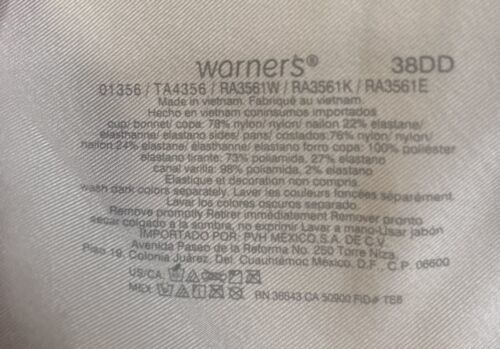 warner's® 38DD
01356 / TA4356 / RA3561W / RA3561K / RA3561E
Made in vietnam. Fabriqué au vietnam.
Hecho en vietnam coninsumos importados
cup/bonnet/ copa: 78% nylon/nylon/ nailon 22% elastane/
elasthanne/ elastano sides/ pans/ costados:76% nylon/ nylon/
nailon 24% elastane/elasthanne/ elastano forro copa: 100% poliéster
elastano tirante: 73% poliamida, 27% elastano
canal varilla: 98% poliamida, 2% elastano
Elastique et decoration non compris.
wash dark colors separately. Laver les couleurs foncées séparément.
Lavar los colores oscuros separado.
Remove promptly Retirer immédiatement Remover pronto
secar colgado a la sombra, no exprimir Lavar a mano-Usar jabón
IMPORTADO POR: PVH MEXICO,S.A. DE C.V.
Avenida Paseo de la Reforma No. 250 Torre Niza,
Piso 19, Colonia Juárez, Del. Cuauhtémoc México, D.F., C.P. 06600
US/CA:
MEX: RN 36643 CA 50900 FID#